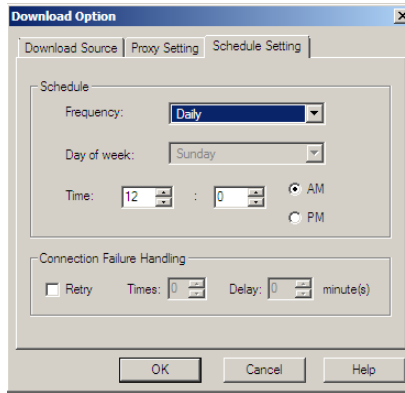 Download Option
Download Source Proxy Setting Schedule Setting
Schedule
Frequency: Daily
Day of week: Sunday
Time: 12 : 0 AM
PM
Connection Failure Handling
Retry Times: 0 Delay: 0 minute(s)
OK Cancel Help